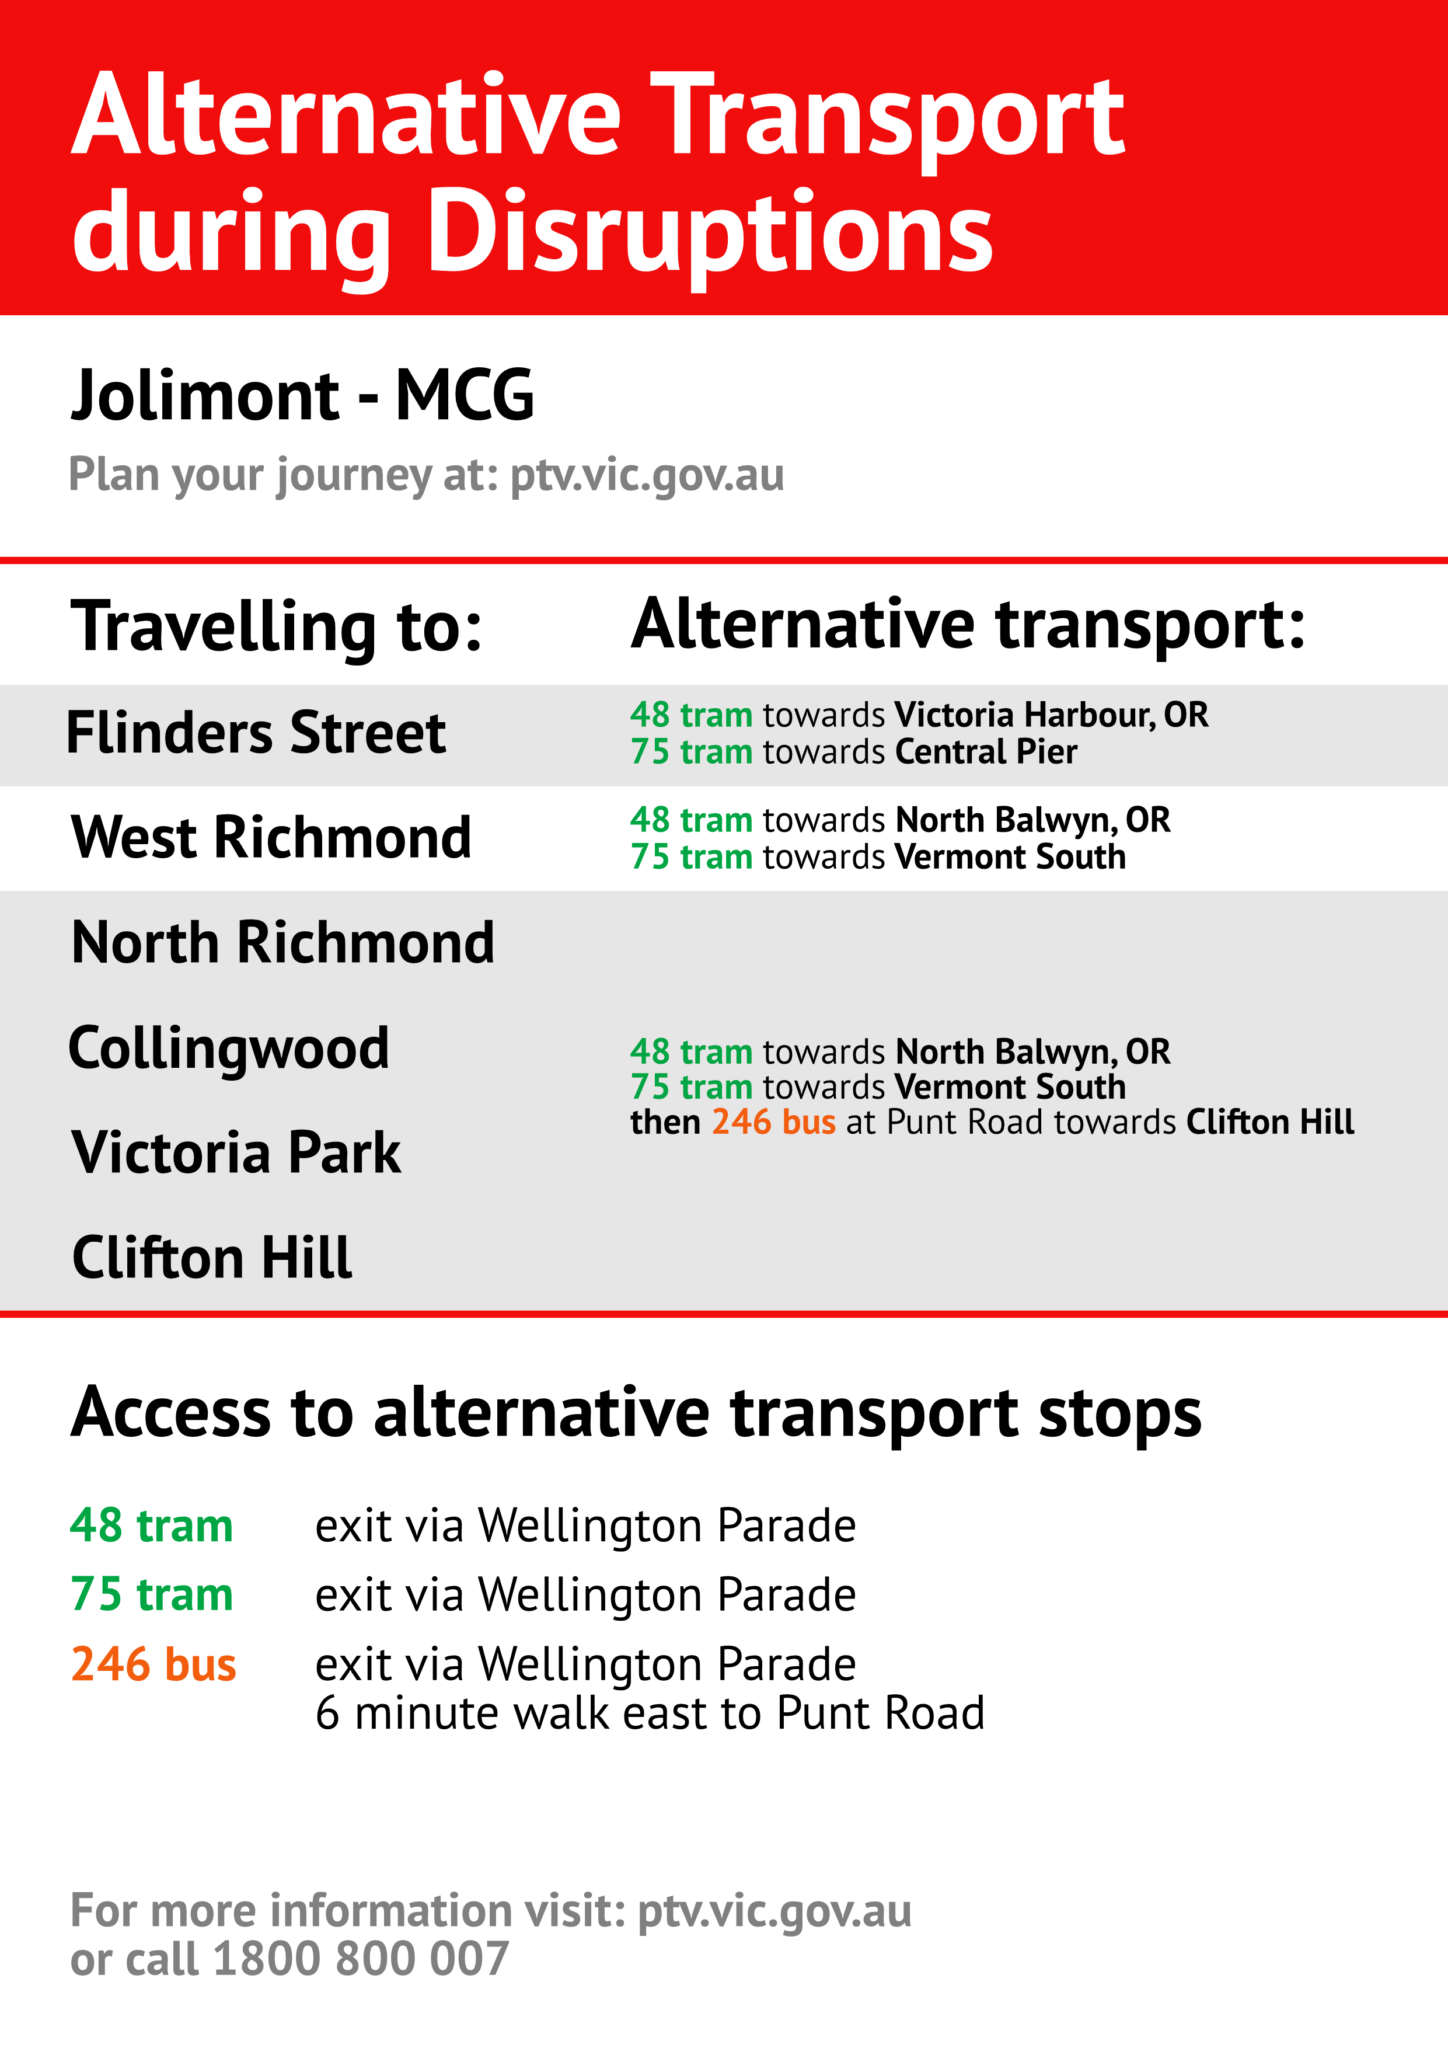 Alternative Transport
during Disruptions
Jolimont - MCG
Plan your journey at: ptv.vic.gov.au
Travelling to:
Alternative transport:
Flinders Street
48 tram towards Victoria Harbour, OR
75 tram towards Central Pier
West Richmond
48 tram towards North Balwyn, OR
75 tram towards Vermont South
North Richmond
Collingwood
Victoria Park
Clifton Hill
48 tram towards North Balwyn, OR
75 tram towards Vermont South
then 246 bus at Punt Road towards Clifton Hill
Access to alternative transport stops
48 tram exit via Wellington Parade
75 tram exit via Wellington Parade
246 bus exit via Wellington Parade
6 minute walk east to Punt Road
For more information visit: ptv.vic.gov.au
or call 1800 800 007